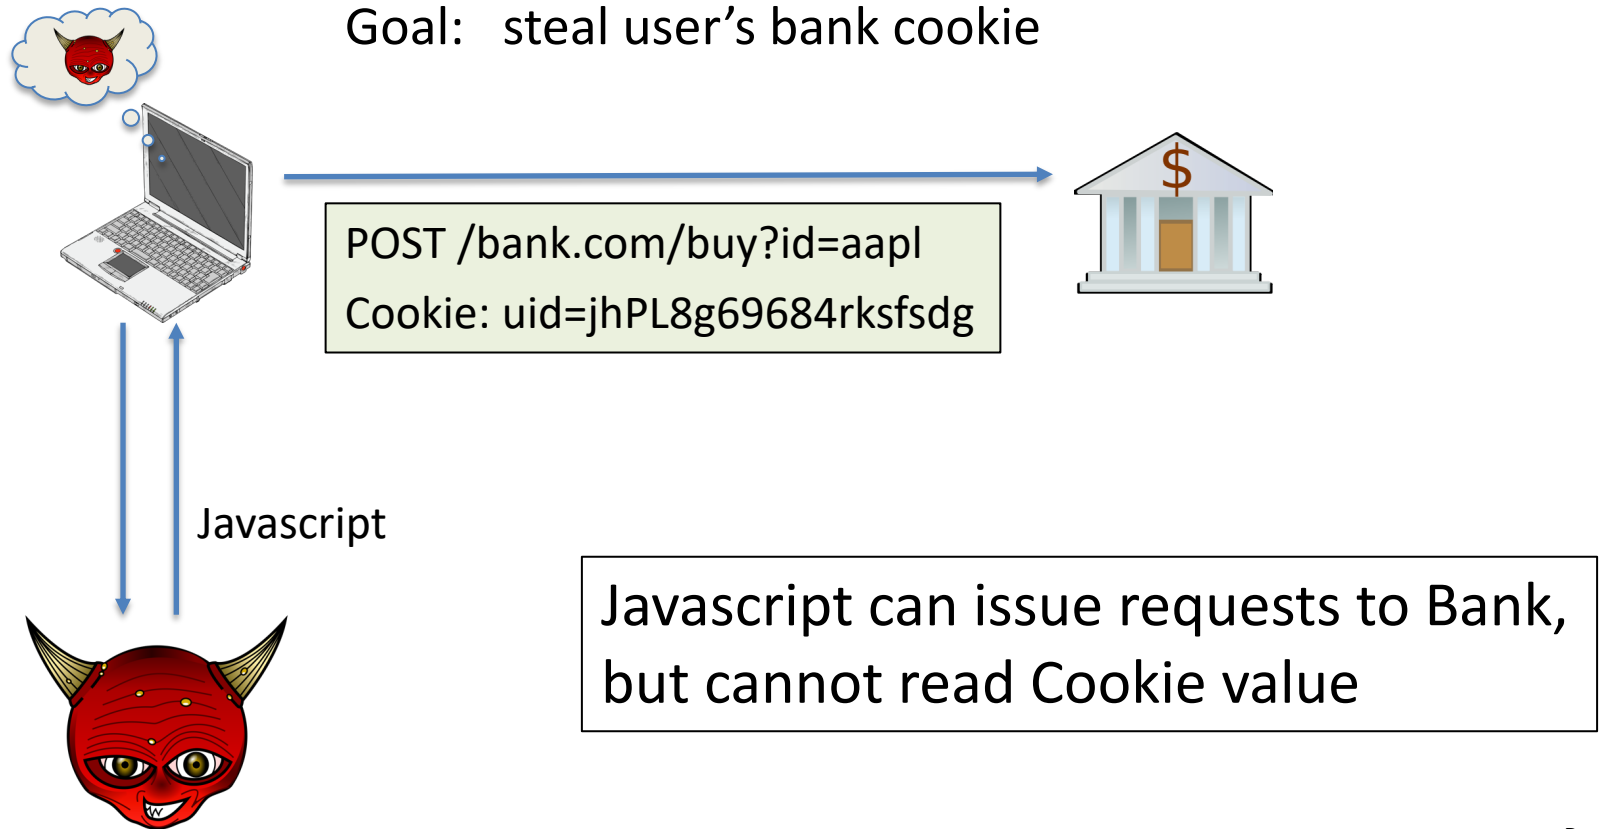 Goal:   steal user’s bank cookie
$
POST /bank.com/buy?id=aapl
Cookie: uid=jhPL8g69684rksfsdg
Javascript
Javascript can issue requests to Bank,
but cannot read Cookie value